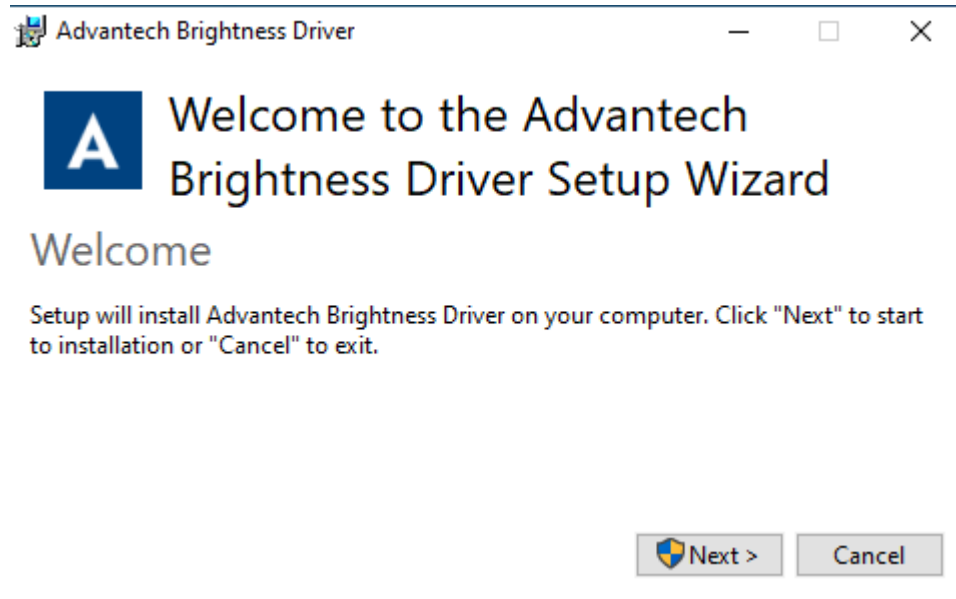 Advantech Brightness Driver
A
Welcome to the Advantech
Brightness Driver Setup Wizard
Welcome
Setup will install Advantech Brightness Driver on your computer. Click "Next" to start
to installation or "Cancel" to exit.
Next >
Cancel